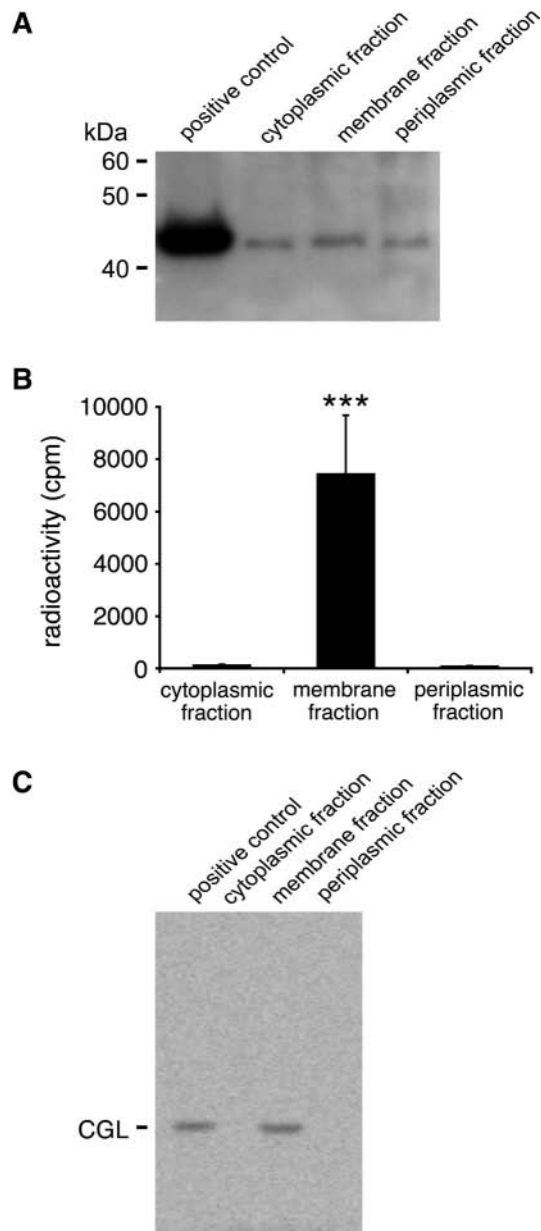 A
positive control
cytoplasmic fraction
membrane fraction
periplasmic fraction
kDa
60
50
40
B
***
radioactivity (cpm)
10000
8000
6000
4000
2000
0
cytoplasmic
fraction
membrane
fraction
periplasmic
fraction
C
positive control
cytoplasmic fraction
membrane fraction
periplasmic fraction
CGL